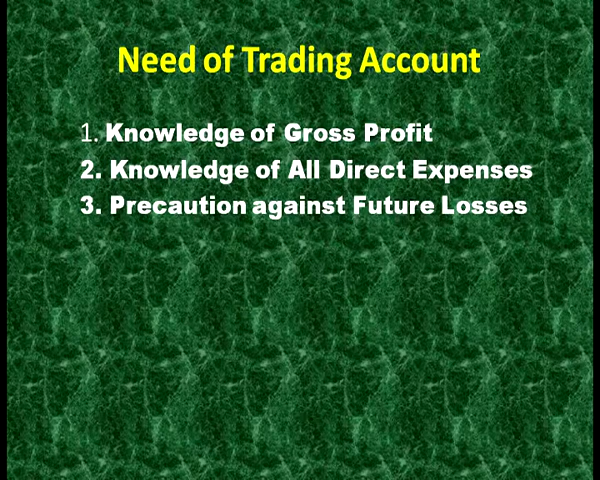 Need of Trading Account
1. Knowledge of Gross Profit
2. Knowledge of All Direct Expenses
3. Precaution against Future Losses